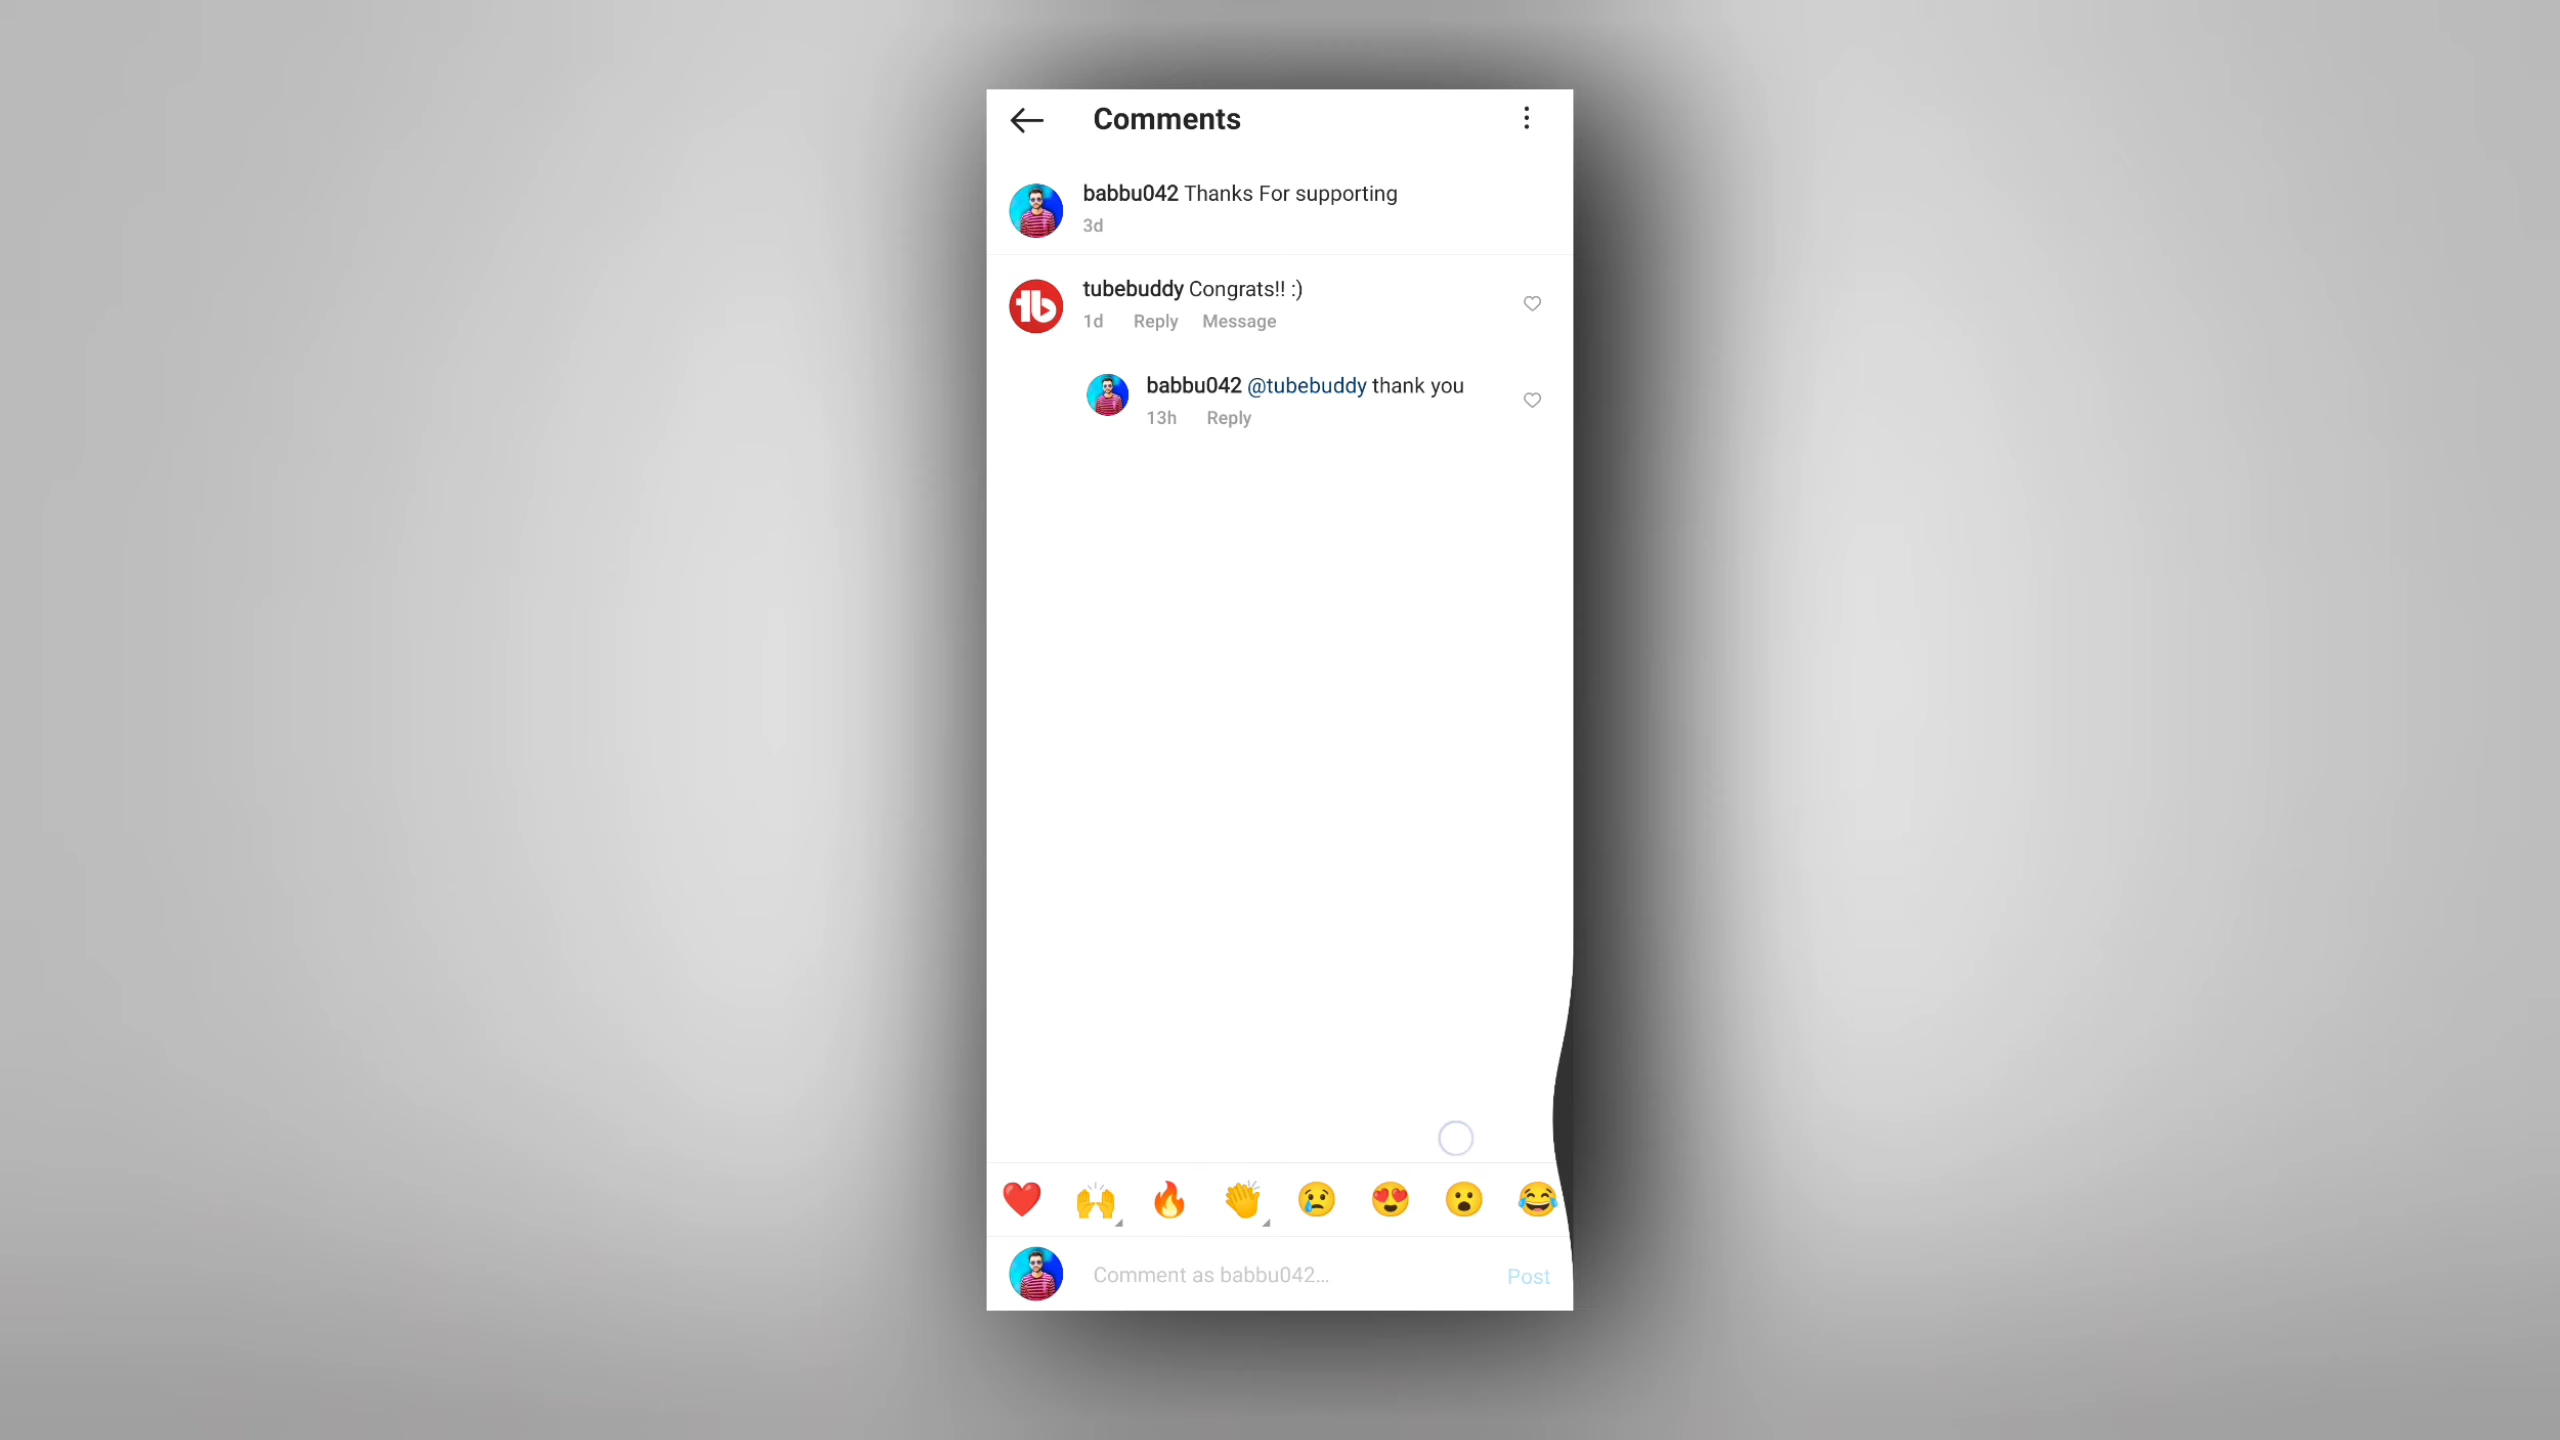 Comments
babbu042 Thanks For supporting
3d
tb
tubebuddy Congrats!! :)
1d Reply Message
babbu042 @tubebuddy thank you
13h Reply
Comment as babbu042... Post